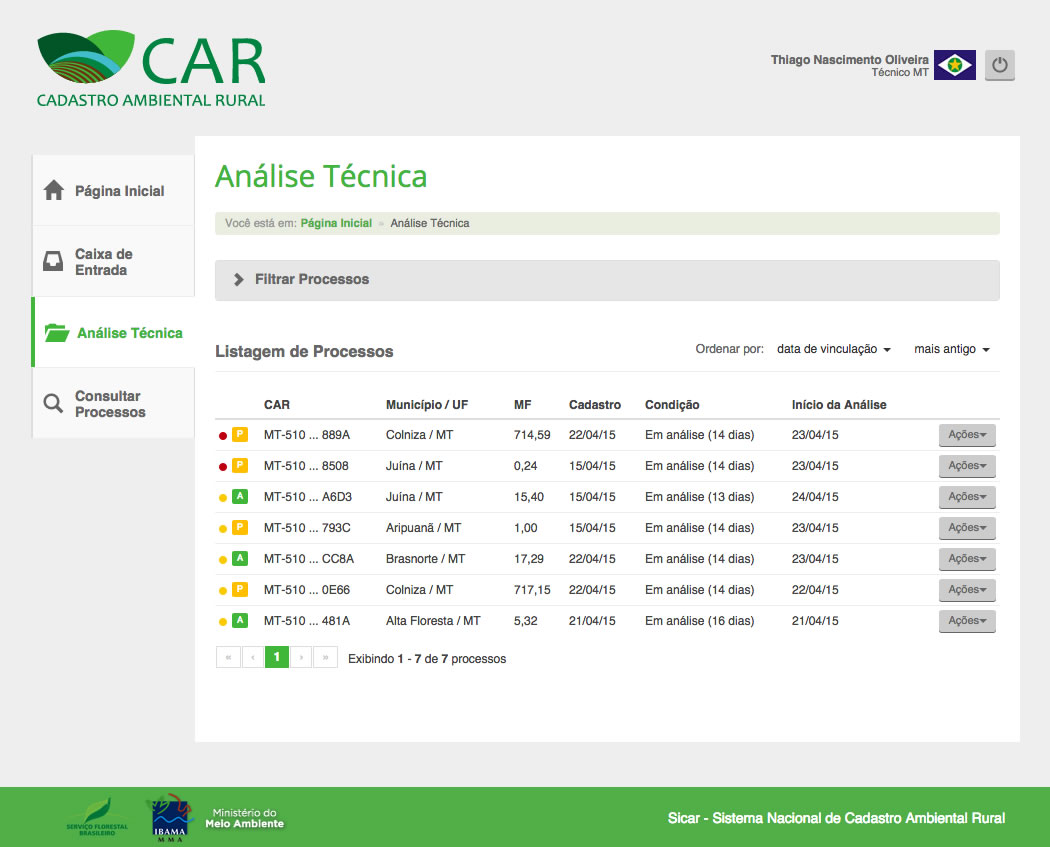 CAR
CADASTRO AMBIENTAL RURAL
Thiago Nascimento Oliveira
Técnico MT
Página Inicial
Caixa de
Entrada
Análise Técnica
Consultar
Processos
Análise Técnica
Você está em: Página Inicial » Análise Técnica
Filtrar Processos
Listagem de Processos
Ordenar por: data de vinculação mais antigo
CAR Município / UF MF Cadastro Condição Início da Análise
P MT-510 ... 889A Colniza / MT 714,59 22/04/15 Em análise (14 dias) 23/04/15 Ações
P MT-510 ... 8508 Juína / MT 0,24 15/04/15 Em análise (14 dias) 23/04/15 Ações
A MT-510 ... A6D3 Juína / MT 15,40 15/04/15 Em análise (13 dias) 24/04/15 Ações
P MT-510 ... 793C Aripuanã / MT 1,00 15/04/15 Em análise (14 dias) 23/04/15 Ações
A MT-510 ... CC8A Brasnorte / MT 17,29 22/04/15 Em análise (14 dias) 23/04/15 Ações
P MT-510 ... 0E66 Colniza / MT 717,15 22/04/15 Em análise (14 dias) 22/04/15 Ações
A MT-510 ... 481A Alta Floresta / MT 5,32 21/04/15 Em análise (16 dias) 21/04/15 Ações
« ‹ 1 › » Exibindo 1 - 7 de 7 processos
SERVIÇO FLORESTAL
BRASILEIRO
IBAMA
M M A
Ministério do
Meio Ambiente
Sicar - Sistema Nacional de Cadastro Ambiental Rural